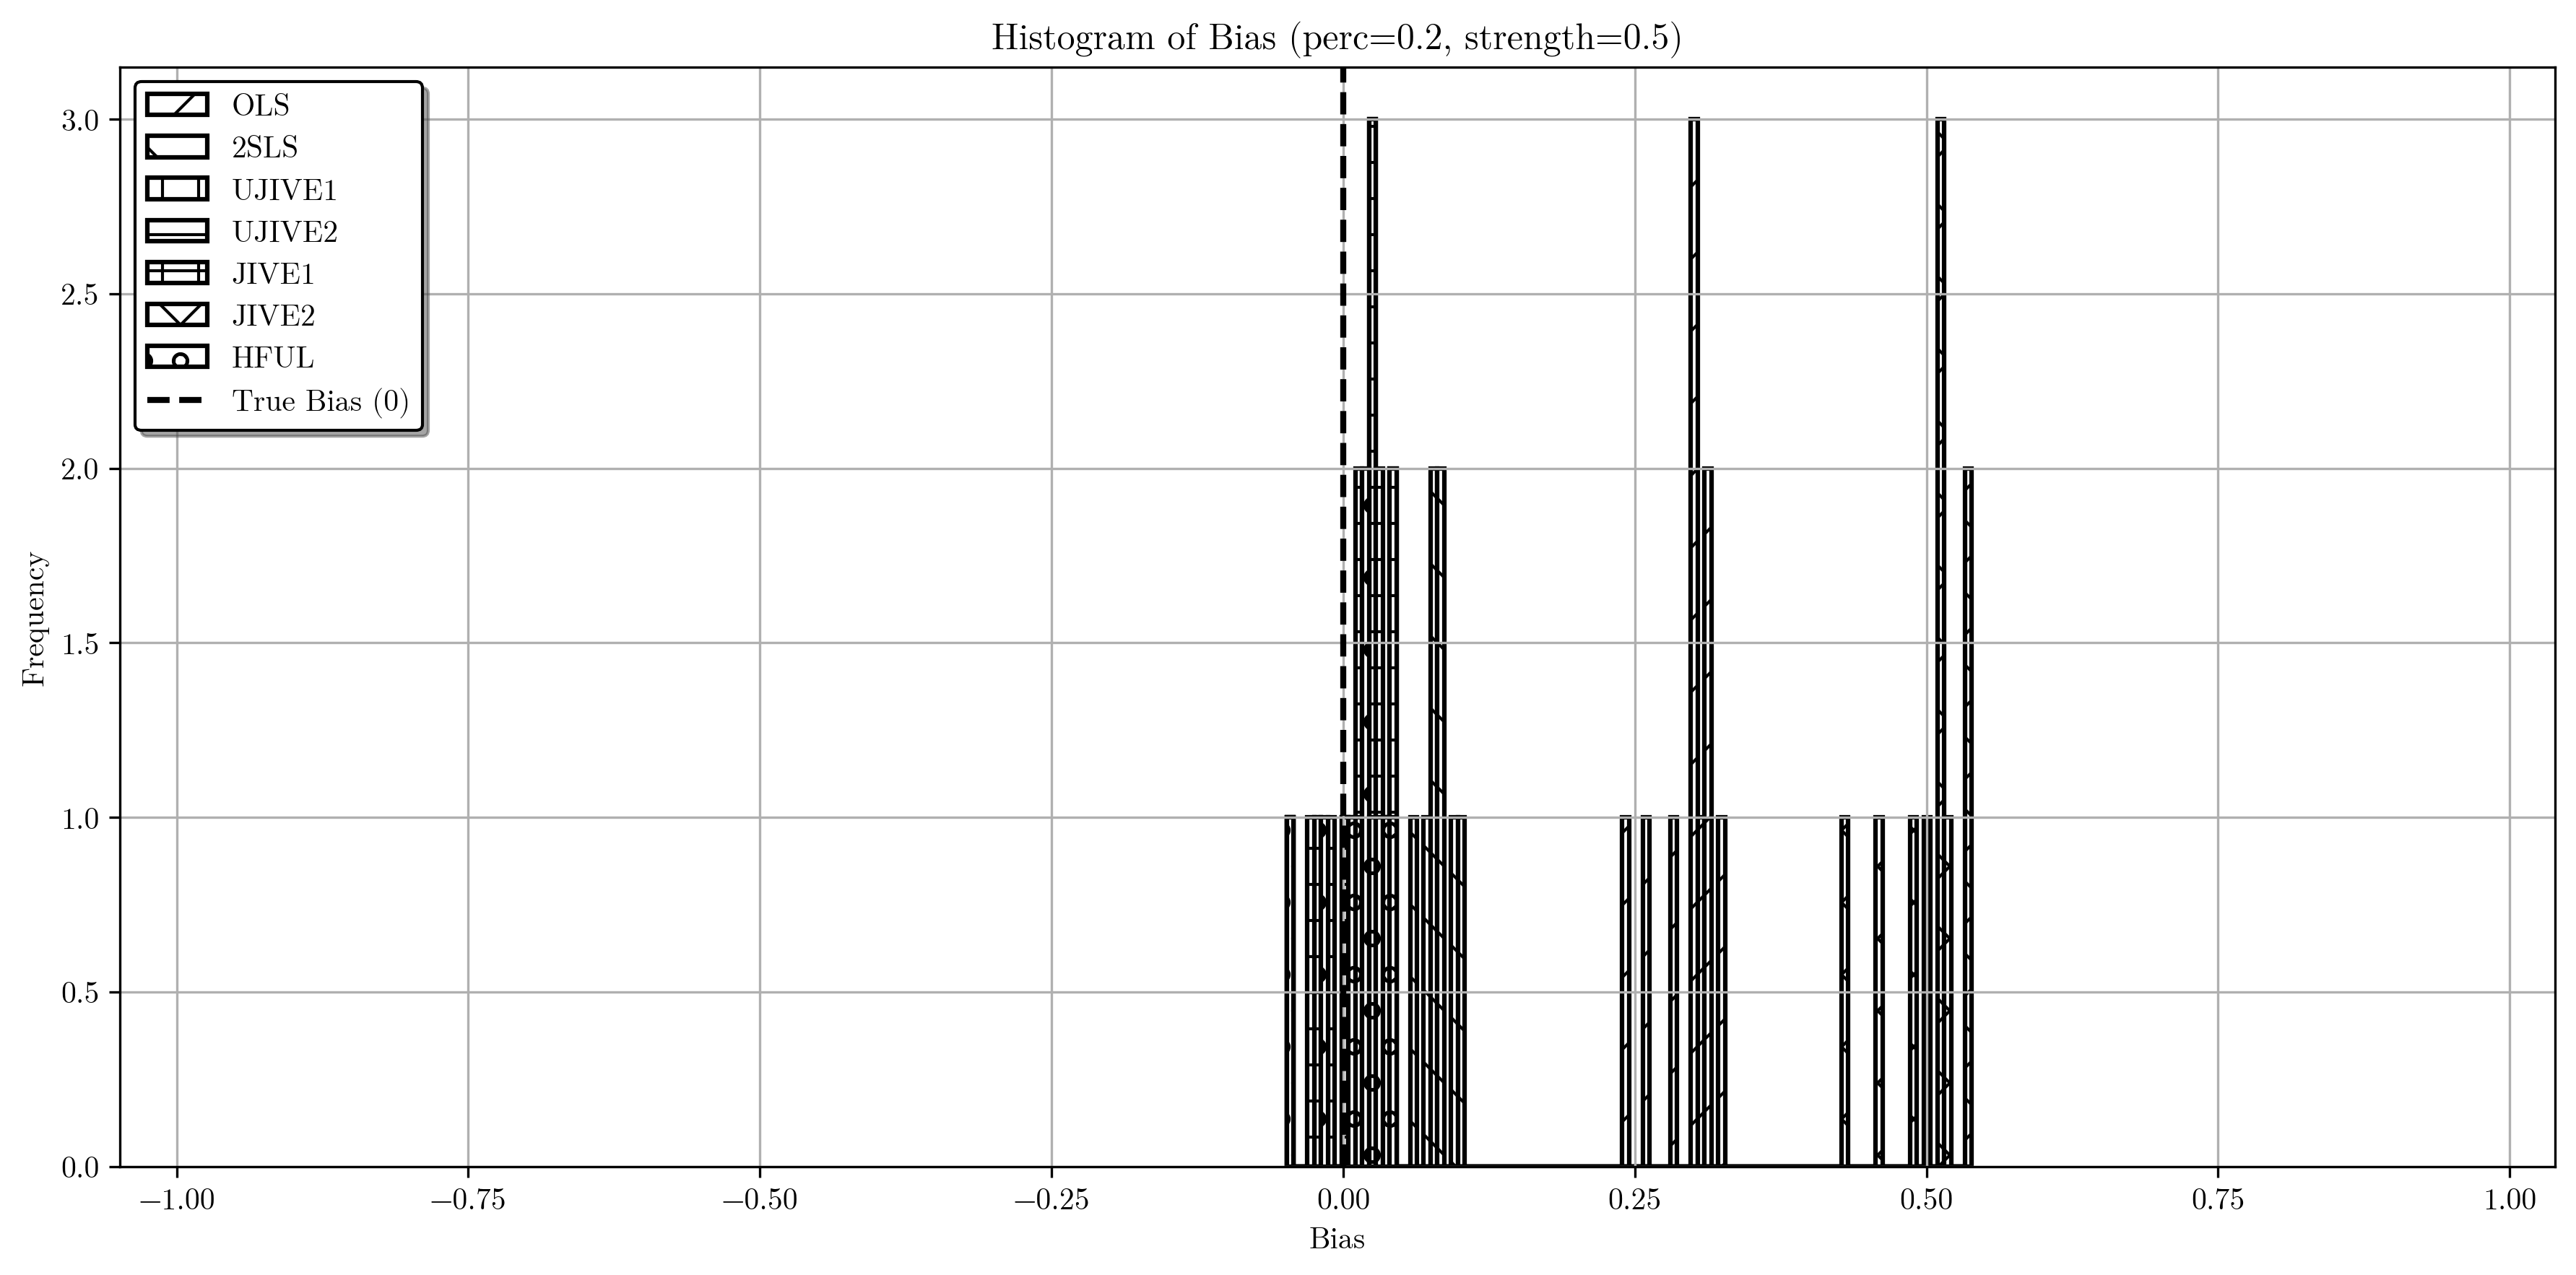 Histogram of Bias (perc=0.2, strength=0.5)
OLS
2SLS
UJIVE1
UJIVE2
JIVE1
JIVE2
HFUL
True Bias (0)
Frequency
3.0
2.5
2.0
1.5
1.0
0.5
0.0
−1.00 −0.75 −0.50 −0.25 0.00 0.25 0.50 0.75 1.00
Bias